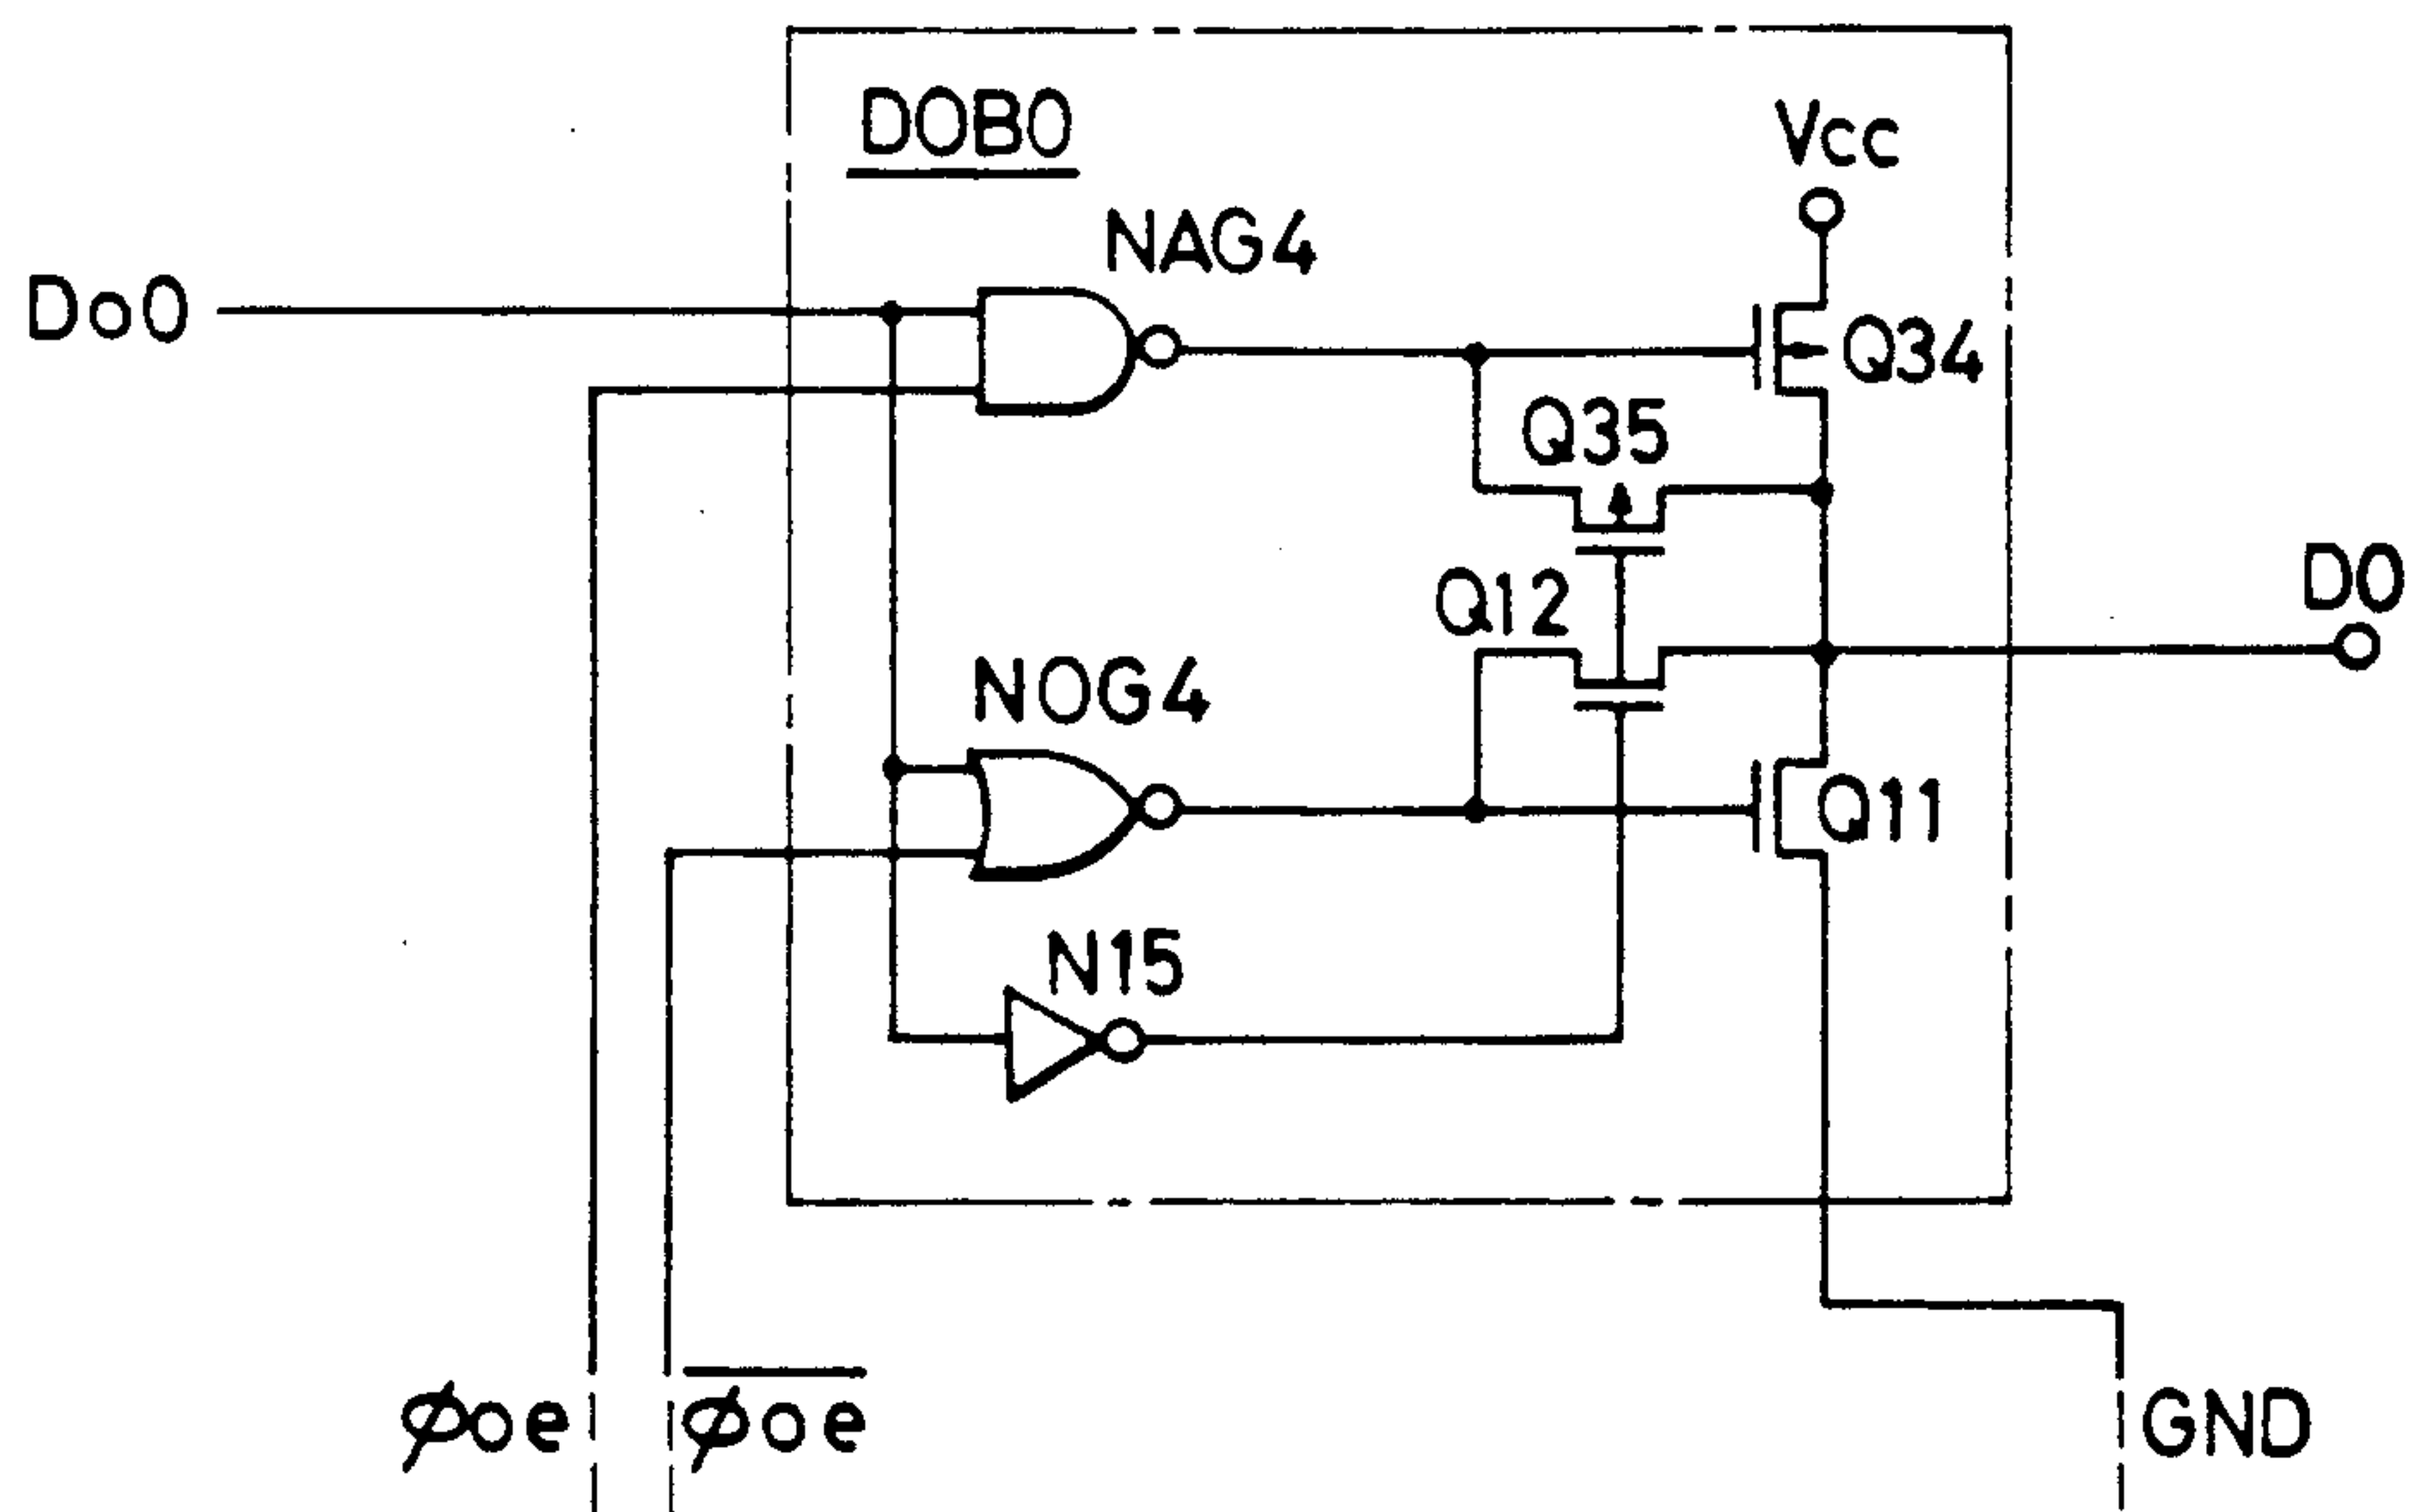 DOBO
Vcc
NAG4
Do0
Q34
Q35
D0
Q12
NOG4
Q11
N15
φoe
φoe
GND